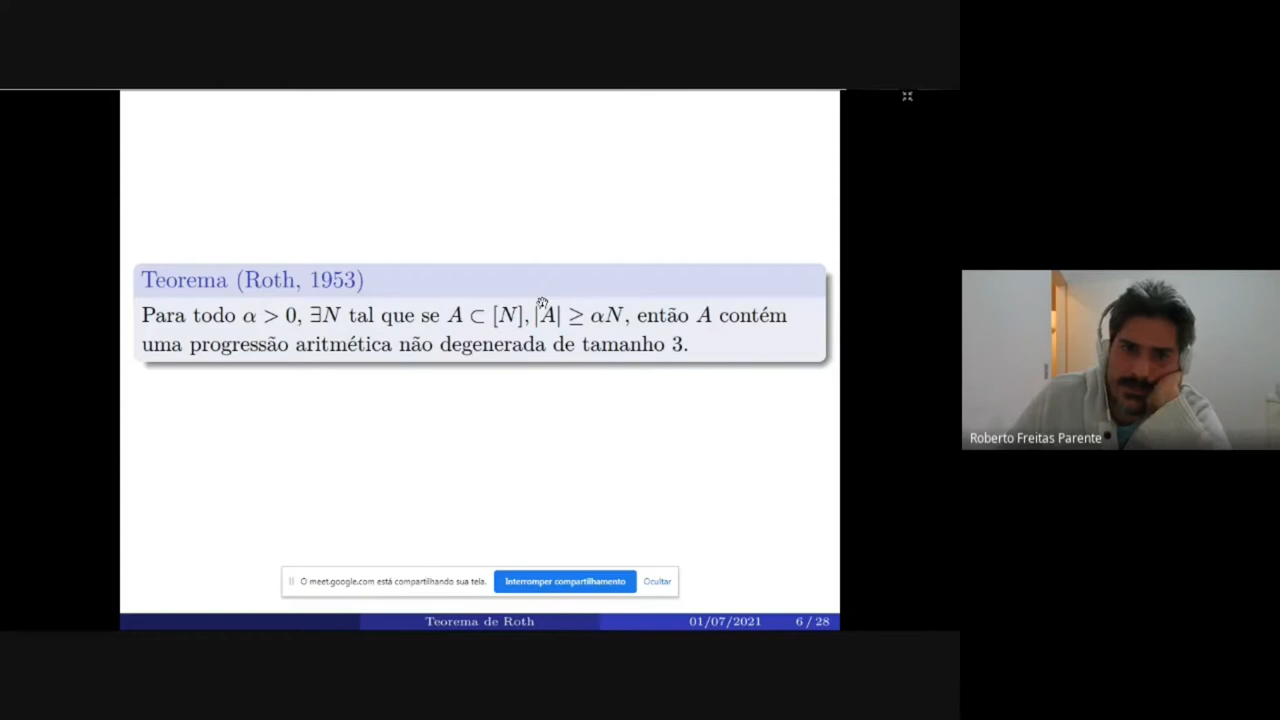 Teorema (Roth, 1953)
Para todo α > 0, ∃N tal que se A ⊂ [N], |A| ≥ αN, então A contém
uma progressão aritmética não degenerada de tamanho 3.
Roberto Freitas Parente
O meet.google.com está compartilhando sua tela.
Interromper compartilhamento
Ocultar
Teorema de Roth
01/07/2021
6 / 28